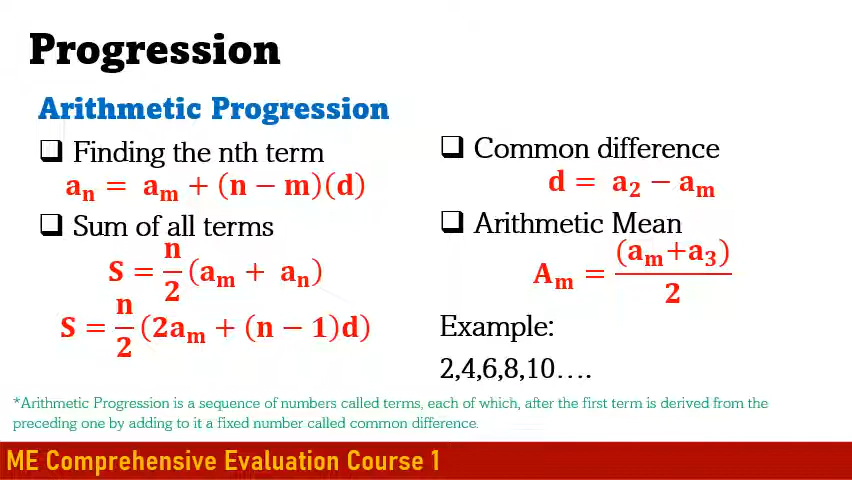 Progression
Arithmetic Progression
❑ Finding the nth term
aₙ = aₘ + (n − m)(d)
❑ Sum of all terms
S = n/2 (aₘ + aₙ)
S = n/2 (2aₘ + (n − 1)d)
❑ Common difference
d = a₂ − aₘ
❑ Arithmetic Mean
Aₘ = (aₘ+a₃)/2
Example:
2,4,6,8,10….
*Arithmetic Progression is a sequence of numbers called terms, each of which, after the first term is derived from the
preceding one by adding to it a fixed number called common difference.
ME Comprehensive Evaluation Course 1